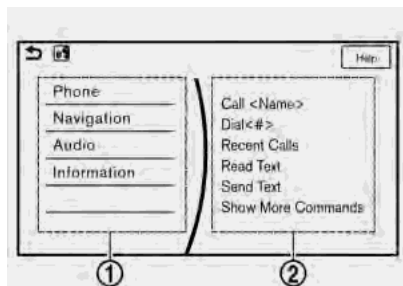 Help
Phone
Navigation
Audio
Information
Call <Name>
Dial<#>
Recent Calls
Read Text
Send Text
Show More Commands
1
2